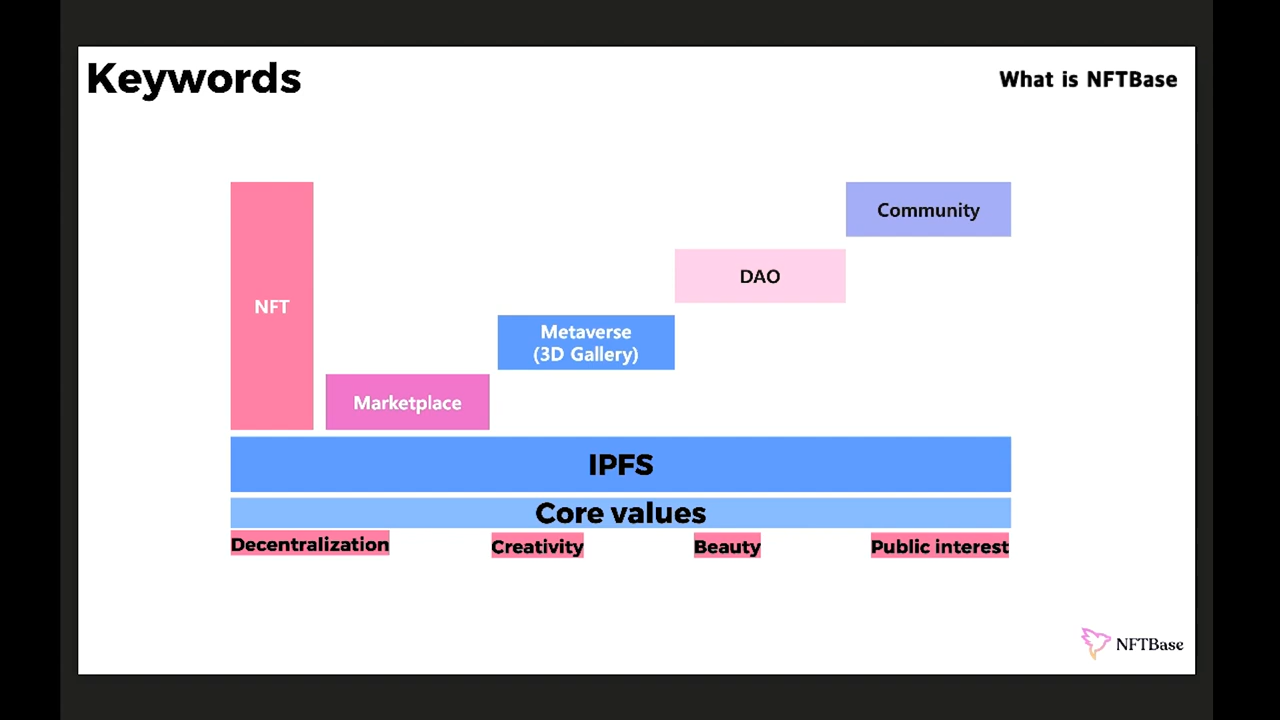 Keywords
What is NFTBase
Community
DAO
NFT
Metaverse
(3D Gallery)
Marketplace
IPFS
Core values
Decentralization
Creativity
Beauty
Public interest
NFTBase